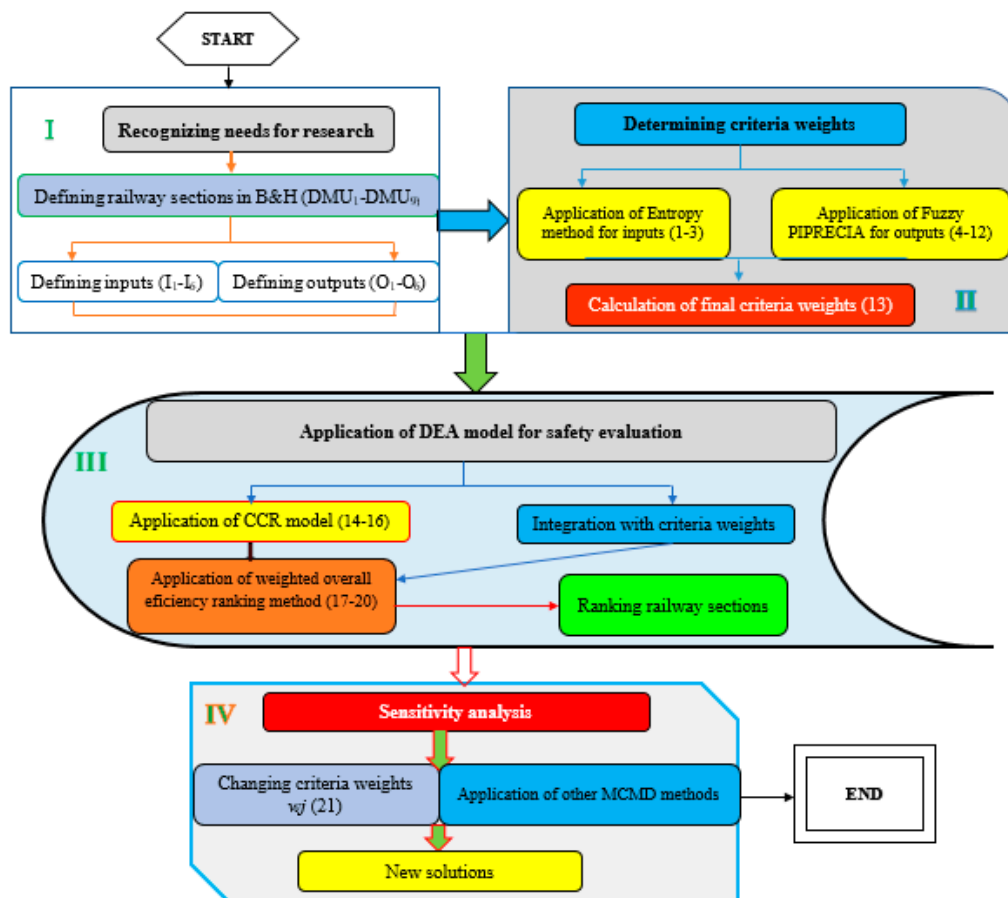 START
I
Recognizing needs for research
Defining railway sections in B&H (DMU₁-DMU₉)
Defining inputs (I₁-I₆)
Defining outputs (O₁-O₆)
Determining criteria weights
Application of Entropy
method for inputs (1-3)
Application of Fuzzy
PIPRECIA for outputs (4-12)
Calculation of final criteria weights (13)
II
Application of DEA model for safety evaluation
III
Application of CCR model (14-16)
Integration with criteria weights
Application of weighted overall
eficiency ranking method (17-20)
Ranking railway sections
IV
Sensitivity analysis
Changing criteria weights
wj (21)
Application of other MCMD methods
END
New solutions